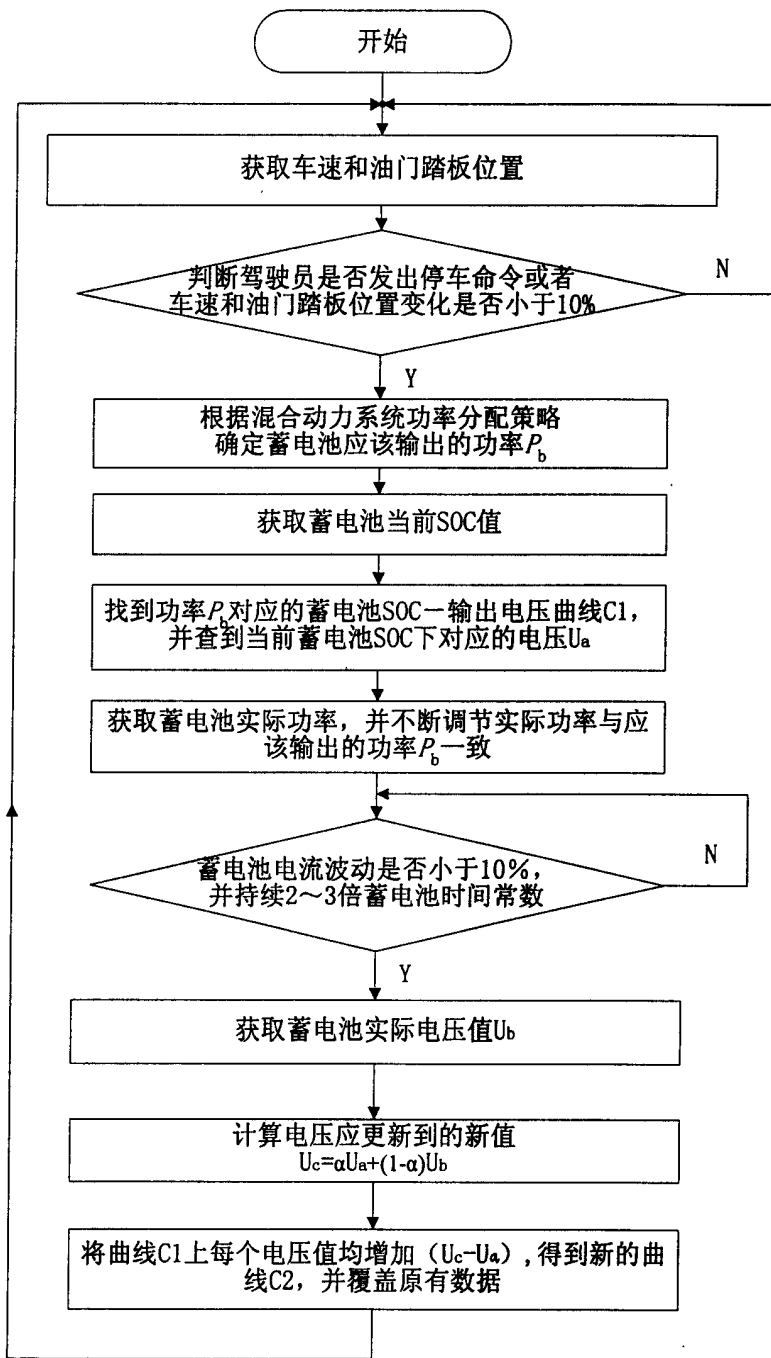 开始
获取车速和油门踏板位置
判断驾驶员是否发出停车命令或者
车速和油门踏板位置变化是否小于10%
N
Y
根据混合动力系统功率分配策略
确定蓄电池应该输出的功率Pb
获取蓄电池当前SOC值
找到功率Pb对应的蓄电池SOC—输出电压曲线C1,
并查到当前蓄电池SOC下对应的电压Ua
获取蓄电池实际功率, 并不断调节实际功率与应
该输出的功率Pb一致
蓄电池电流波动是否小于10%,
并持续2～3倍蓄电池时间常数
N
Y
获取蓄电池实际电压值Ub
计算电压应更新到的新值
Uc=αUa+(1-α)Ub
将曲线C1上每个电压值均增加（Uc-Ua）,得到新的曲
线C2, 并覆盖原有数据